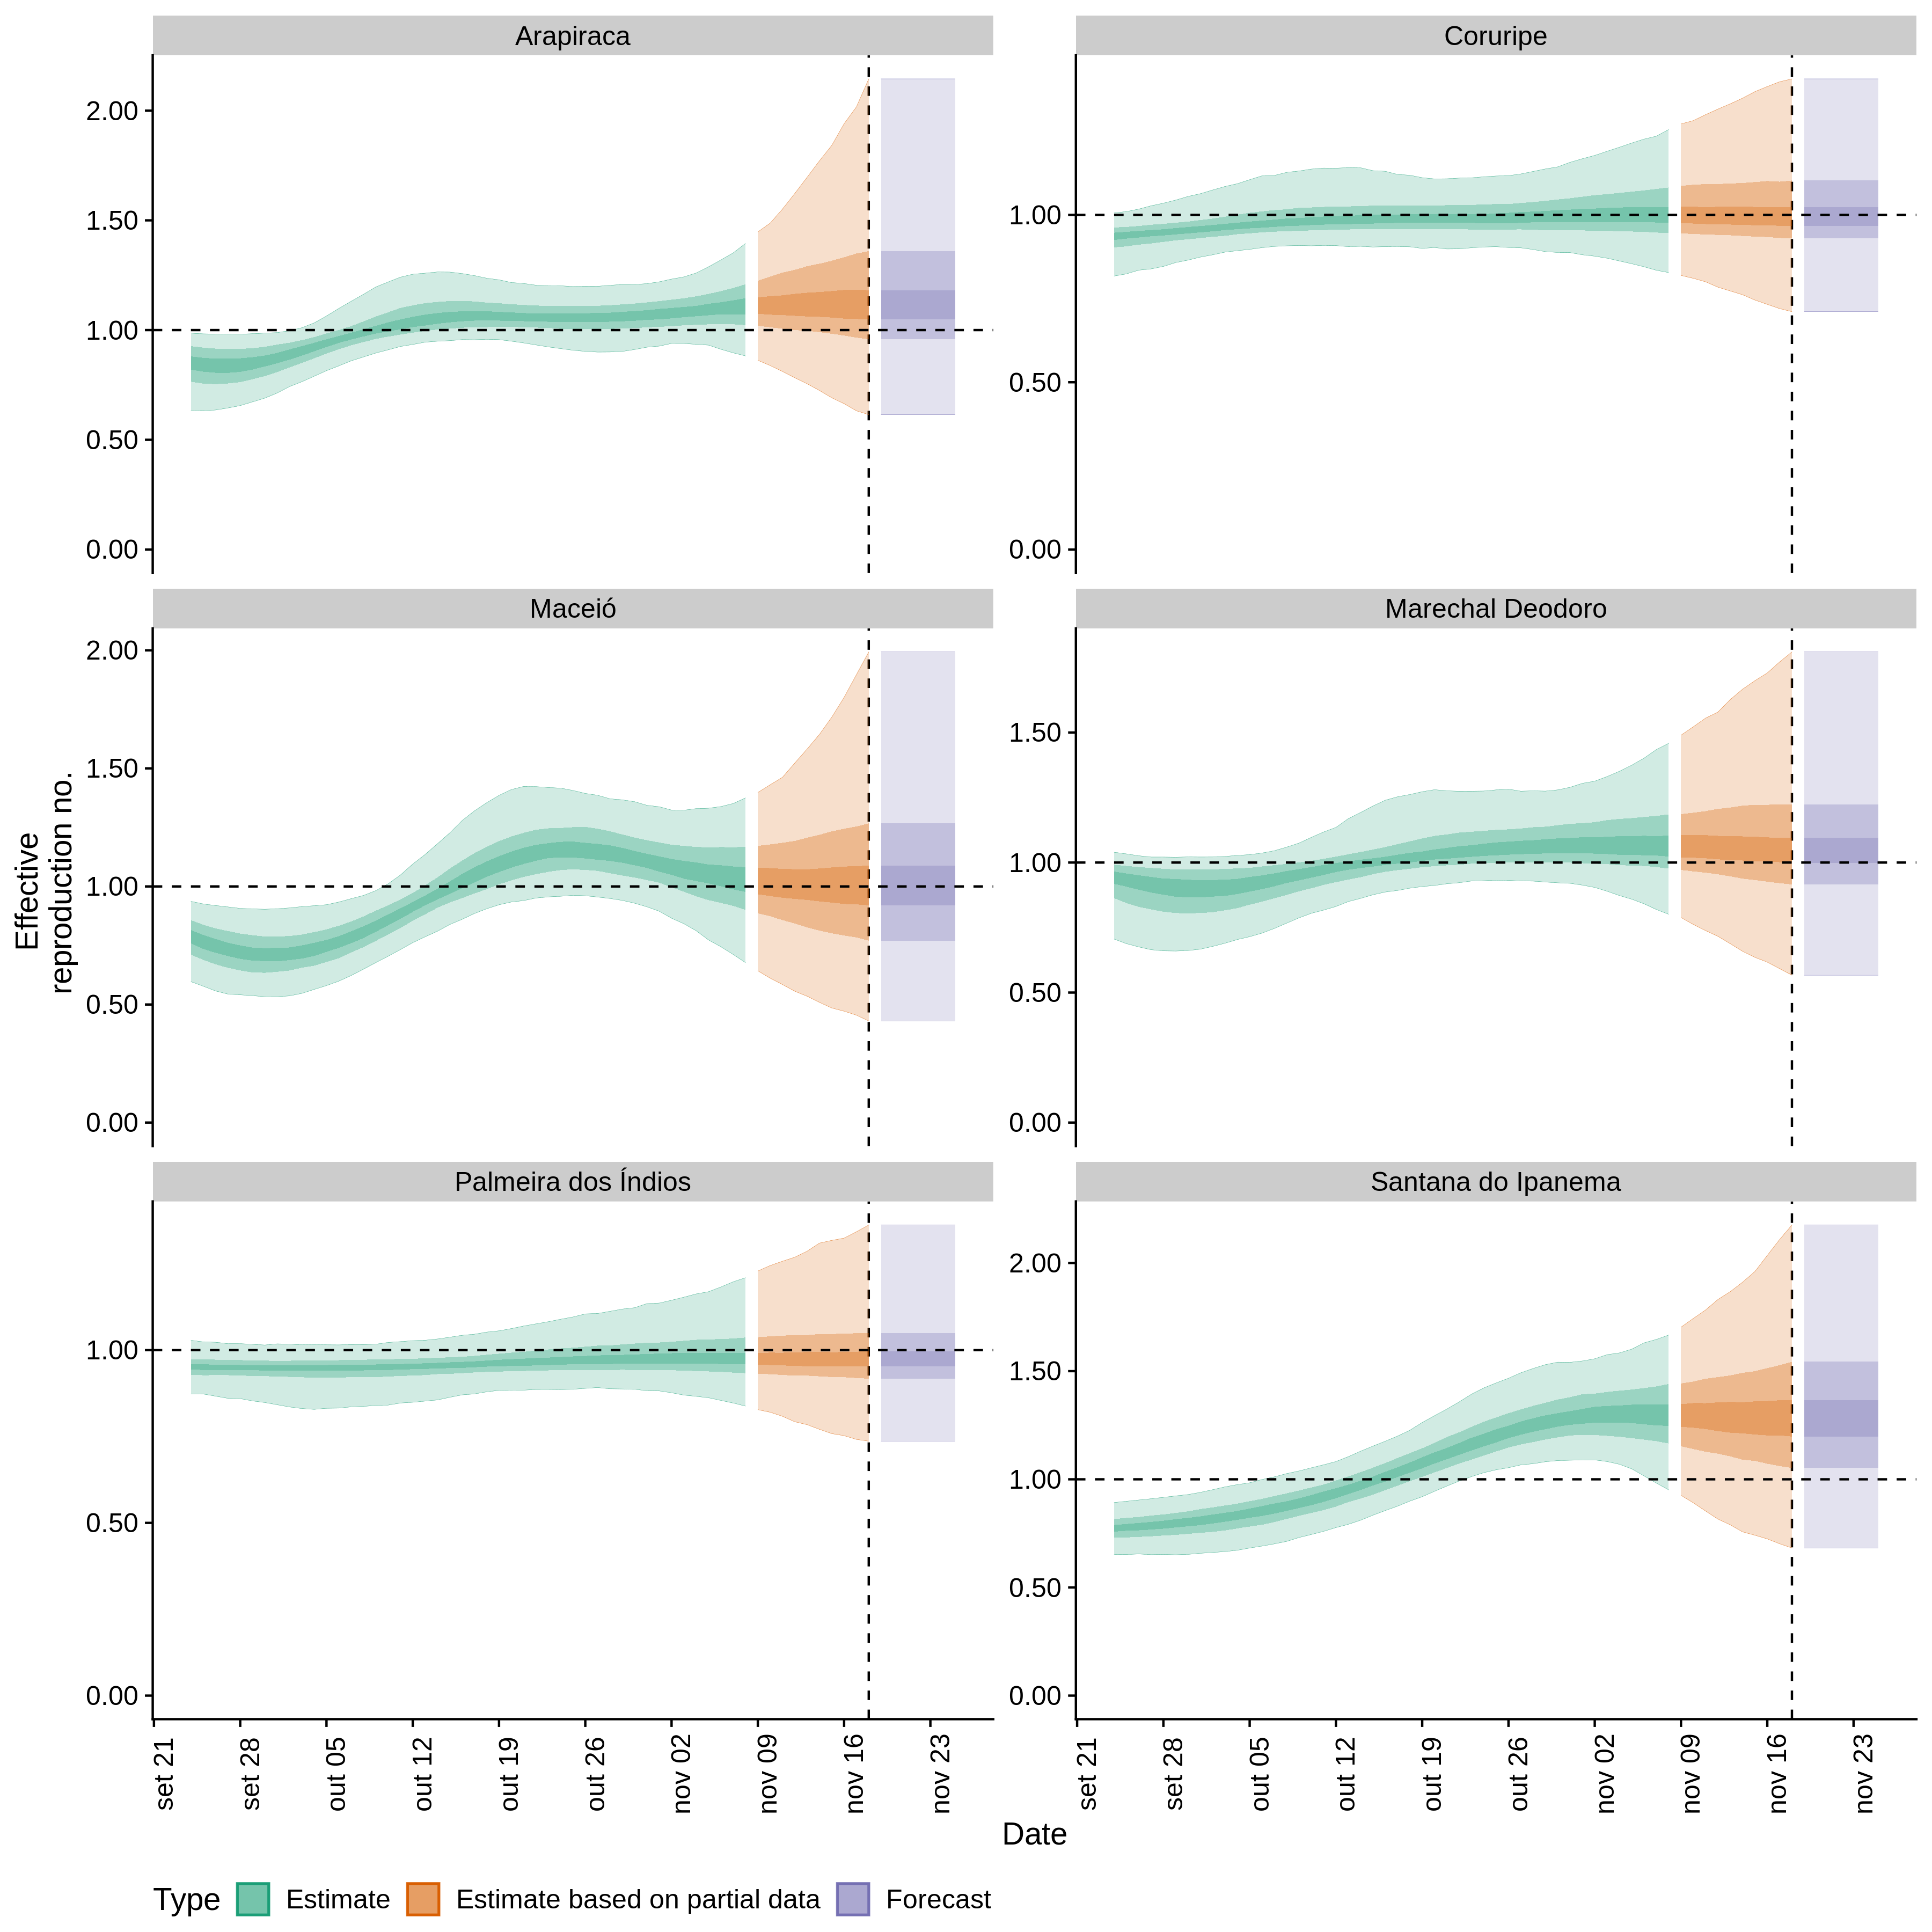 Arapiraca
Coruripe
2.00
1.50
1.00
0.50
0.00
1.00
0.50
0.00
Maceió
Marechal Deodoro
2.00
1.50
1.00
0.50
0.00
1.50
1.00
0.50
0.00
Effective
reproduction no.
Palmeira dos Índios
Santana do Ipanema
1.00
0.50
0.00
2.00
1.50
1.00
0.50
0.00
set 21
set 28
out 05
out 12
out 19
out 26
nov 02
nov 09
nov 16
nov 23
set 21
set 28
out 05
out 12
out 19
out 26
nov 02
nov 09
nov 16
nov 23
Date
Type Estimate Estimate based on partial data Forecast